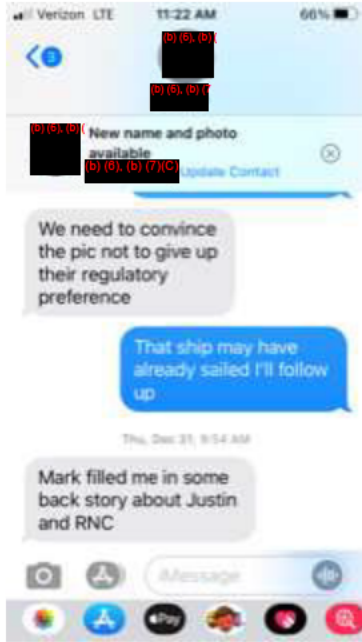 Verizon LTE 11:22 AM 66%
3
(b) (6), (b) (
(b) (6), (b) (7
(b) (6), (b) (
New name and photo
available
(b) (6), (b) (7)(C)
Update Contact
We need to convince
the pic not to give up
their regulatory
preference
That ship may have
already sailed I'll follow
up
Thu, Dec 31, 9:54 AM
Mark filled me in some
back story about Justin
and RNC
iMessage
Pay